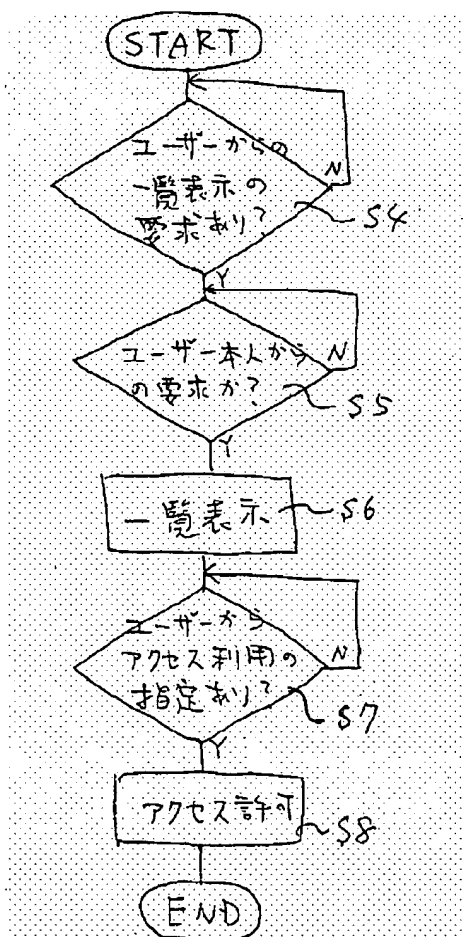 START
ユーザーからの
一覧表示の
要求あり?
N
S4
Y
ユーザー本人から
の要求か?
N
S5
Y
一覧表示
S6
ユーザーから
アクセス利用の
指定あり?
N
S7
Y
アクセス許可
S8
END